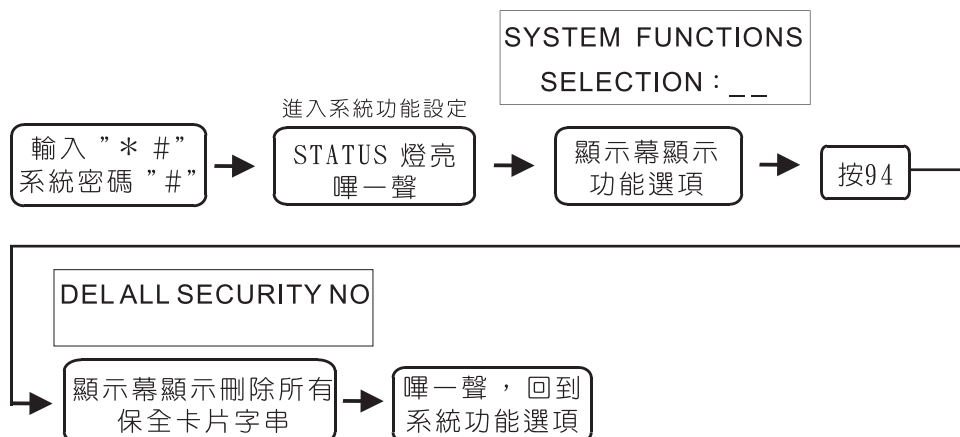 SYSTEM FUNCTIONS
SELECTION：_ _
進入系統功能設定
輸入 ”＊ #”
系統密碼 ”#”
STATUS 燈亮
嗶一聲
顯示幕顯示
功能選項
按94
DEL ALL SECURITY NO
顯示幕顯示刪除所有
保全卡片字串
嗶一聲，回到
系統功能選項